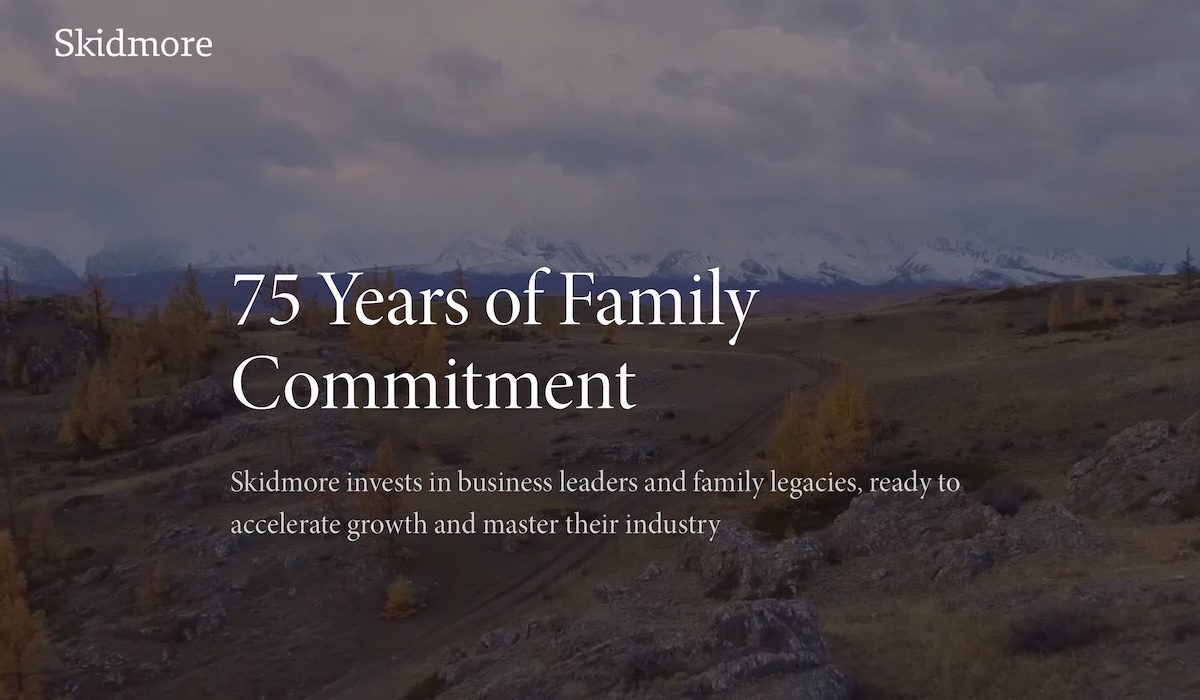 Skidmore
75 Years of Family
Commitment
Skidmore invests in business leaders and family legacies, ready to
accelerate growth and master their industry